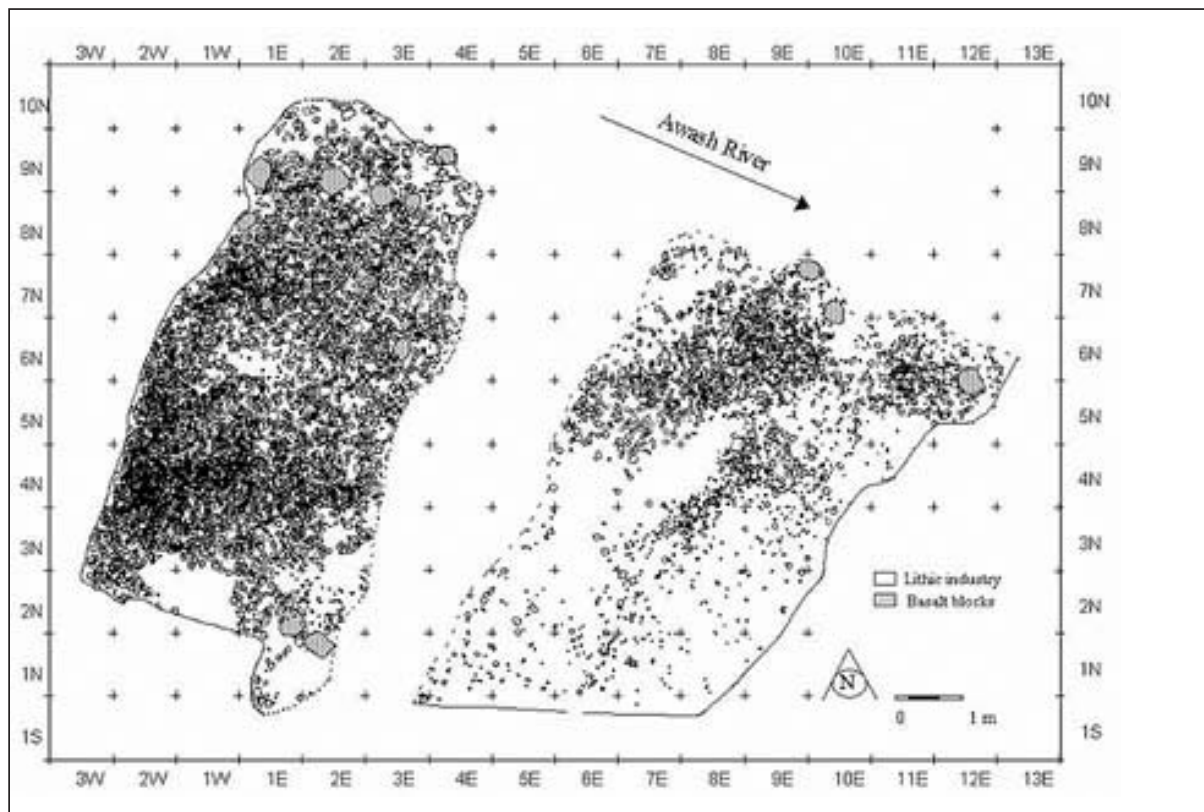 3W 2W 1W 1E 2E 3E 4E 5E 6E 7E 8E 9E 10E 11E 12E 13E
10N 10N
9N 9N
8N 8N
7N 7N
6N 6N
5N 5N
4N 4N
3N 3N
2N 2N
1N 1N
1S 1S
Awash River
Lithic industry
Basalt blocks
N
0 1 m
3W 2W 1W 1E 2E 3E 4E 5E 6E 7E 8E 9E 10E 11E 12E 13E